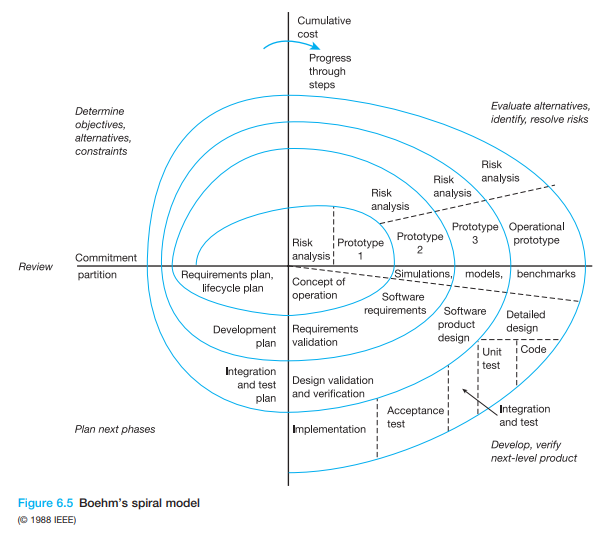 Cumulative
cost
Progress
through
steps
Determine
objectives,
alternatives,
constraints
Evaluate alternatives,
identify, resolve risks
Risk
analysis
Risk
analysis
Risk
analysis
Risk
analysis
Prototype
1
Prototype
2
Prototype
3
Operational
prototype
Review
Commitment
partition
Requirements plan,
lifecycle plan
Concept of
operation
Simulations,
models,
benchmarks
Software
requirements
Software
product
design
Detailed
design
Development
plan
Requirements
validation
Unit
test
Code
Integration
and test
plan
Design validation
and verification
Integration
and test
Acceptance
test
Implementation
Plan next phases
Develop, verify
next-level product
Figure 6.5 Boehm's spiral model
(© 1988 IEEE)